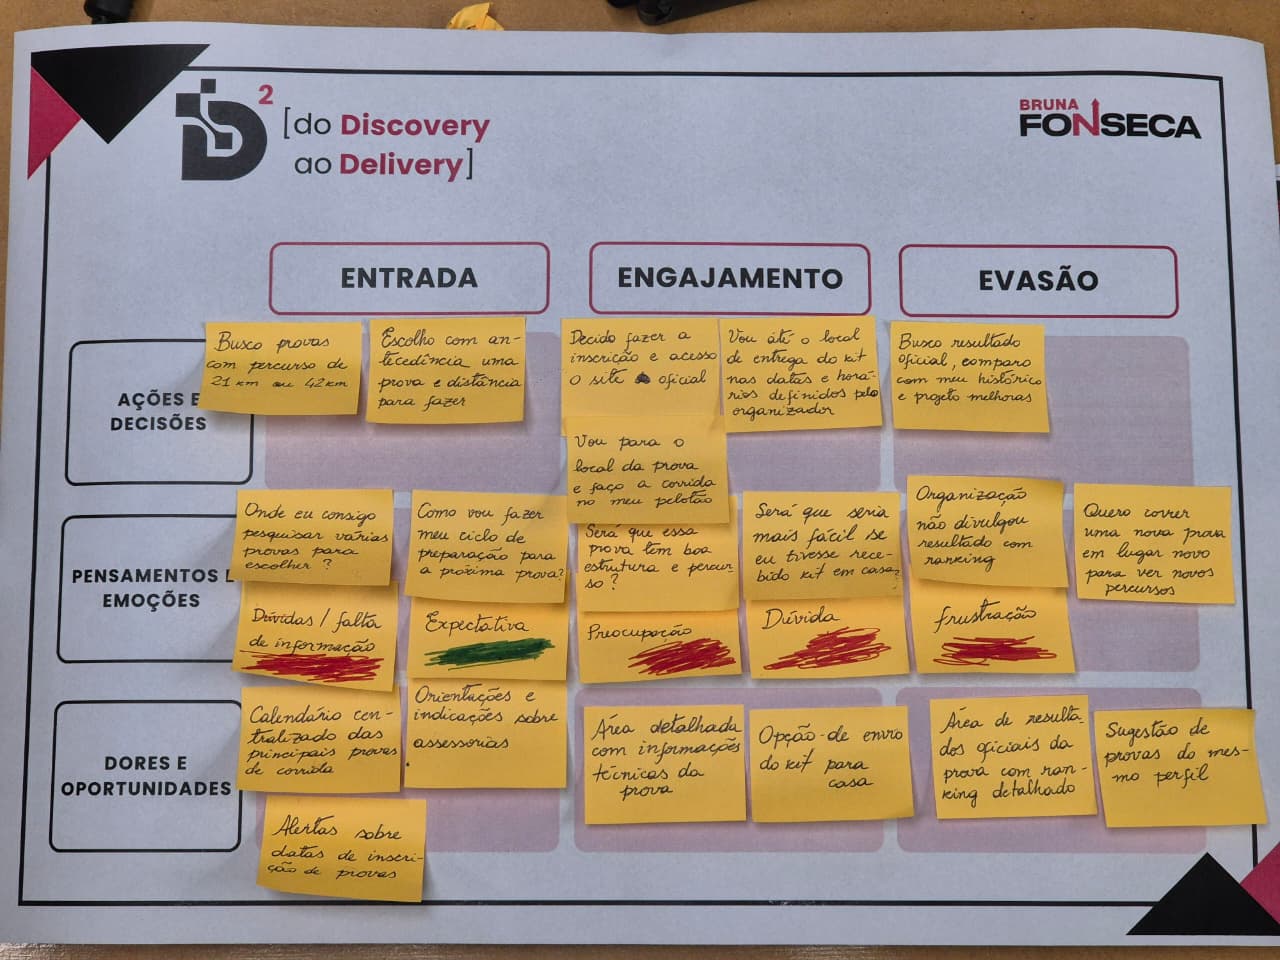 2
[do Discovery
ao Delivery]
BRUNA
FONSECA
ENTRADA
ENGAJAMENTO
EVASÃO
AÇÕES E
DECISÕES
Busco provas
com percurso de
21 km ou 42 km
Escolho com an-
tecedência uma
prova e distância
para fazer
Decido fazer a
inscrição e acesso
o site oficial
Vou até o local
de entrega do kit
nas datas e horá-
rios definidos pelo
organizador
Vou para o
local da prova
e faço a corrida
no meu pelotão
Busco resultado
oficial, comparo
com meu histórico
e projeto melhoras
PENSAMENTOS E
EMOÇÕES
Onde eu consigo
pesquisar várias
provas para
escolher ?
Como vou fazer
meu ciclo de
preparação para
a próxima prova?
Será que essa
prova tem boa
estrutura e percur
so?
Será que seria
mais fácil se
eu tivesse rece-
bido kit em casa?
Organização
não divulgou
resultado com
ranking
Quero correr
uma nova prova
em lugar novo
para ver novos
percursos
Dúvidas / falta
de informação
Expectativa
Preocupação
Dúvida
frustração
DORES E
OPORTUNIDADES
Calendário cen-
tralizado das
principais provas
de corrida
Orientações e
indicações sobre
assessorias
Área detalhada
com informações
técnicas da
prova
Opção de envio
do kit para
casa
Área de resulta-
dos oficiais da
prova com ran-
king detalhado
Sugestão de
provas do mes-
mo perfil
Alertas sobre
datas de inscri-
ção de provas